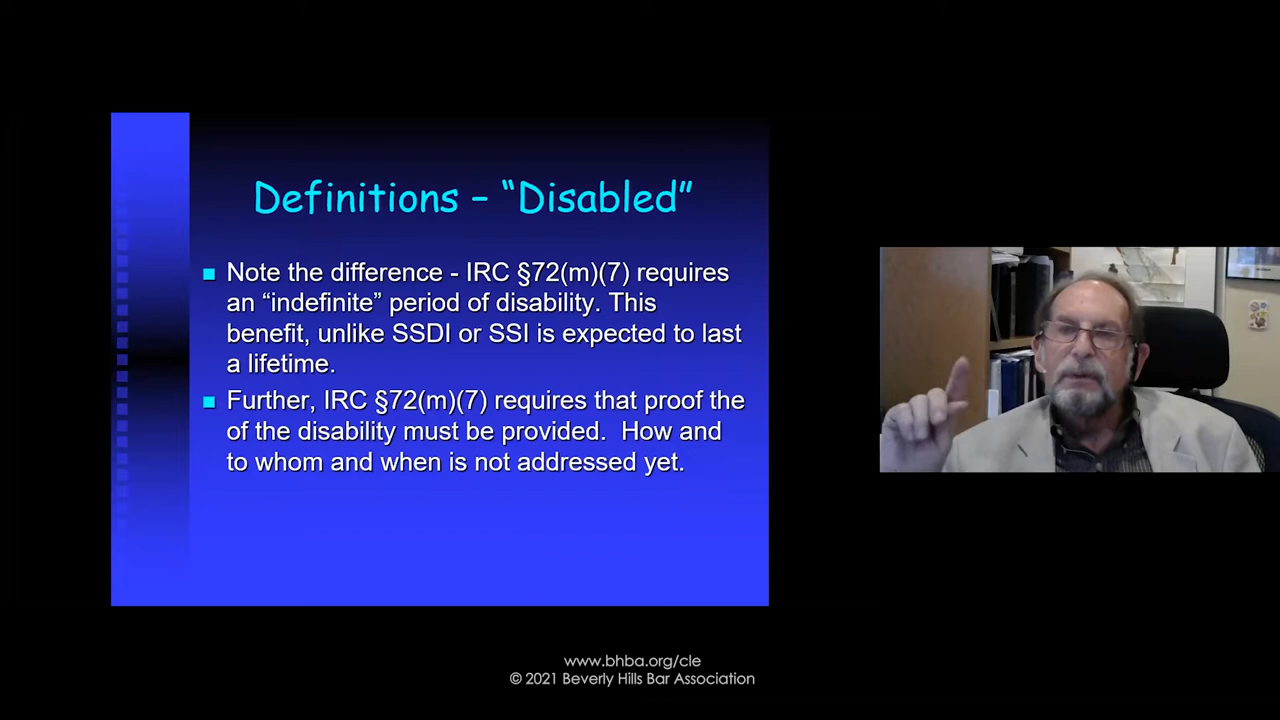 Definitions – “Disabled”
Note the difference - IRC §72(m)(7) requires
an “indefinite” period of disability. This
benefit, unlike SSDI or SSI is expected to last
a lifetime.
Further, IRC §72(m)(7) requires that proof the
of the disability must be provided.  How and
to whom and when is not addressed yet.
www.bhba.org/cle
© 2021 Beverly Hills Bar Association